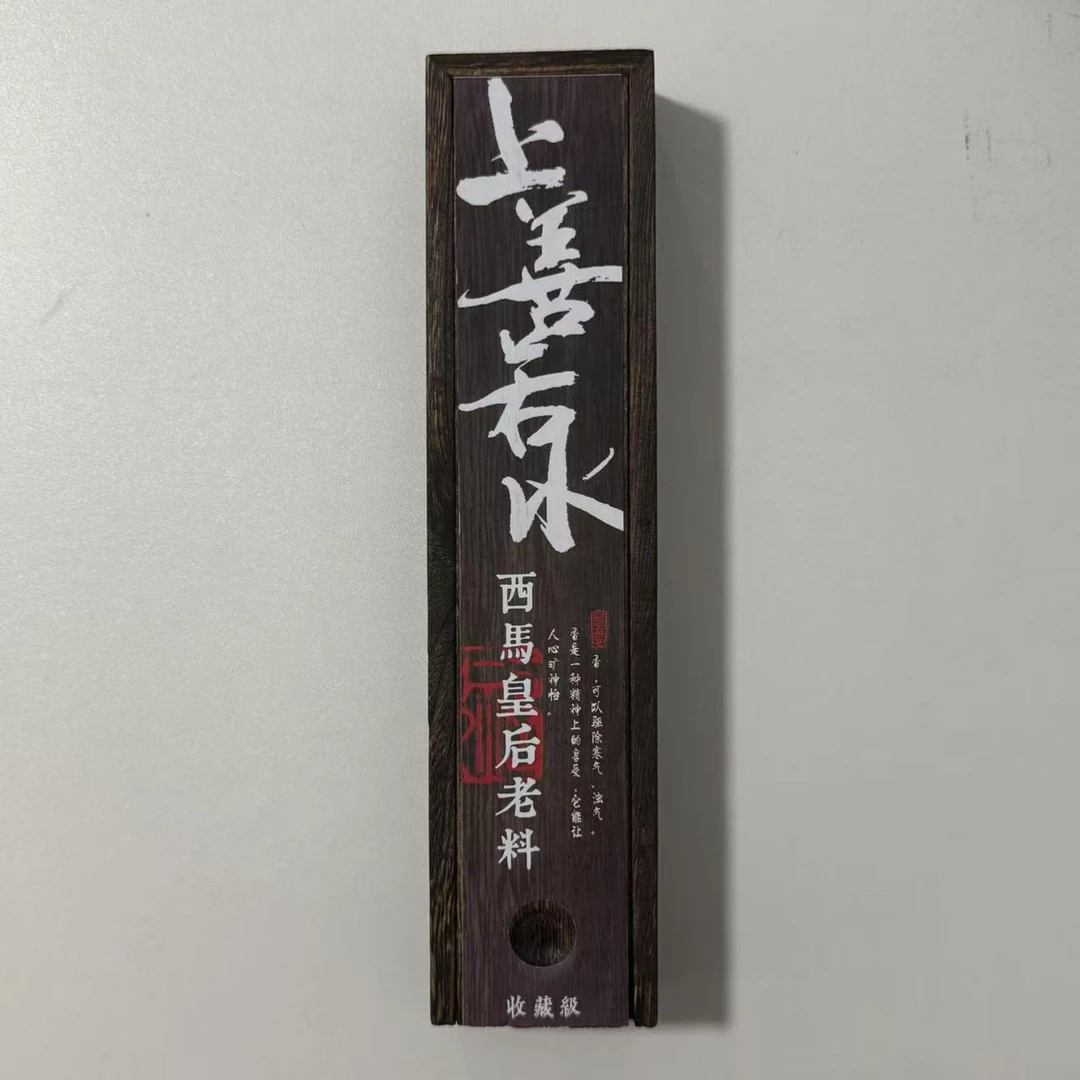 上善若水
西馬皇后老料
香,可以驱除寒气、浊气。
香是一种精神上的享受,它能让
人心旷神怡。
收藏級